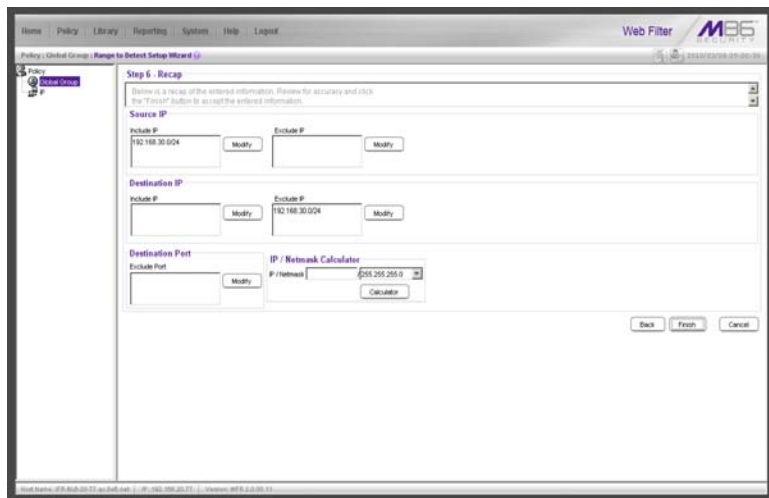 Home Policy Library Reporting System Help Logout
Web Filter M86 SECURITY
Policy : Global Group : Range to Detect Setup Wizard
Policy
Global Group
IP
Step 6 - Recap
Below is a recap of the entered information. Review for accuracy and click
the "Finish" button to accept the entered information.
Source IP
Include IP Exclude IP
192.168.30.0/24
Modify Modify
Destination IP
Include IP Exclude IP
192.168.30.0/24
Modify Modify
Destination Port
Exclude Port
Modify
IP / Netmask Calculator
IP / Netmask / 255.255.255.0
Calculator
Back Finish Cancel
Host Name: